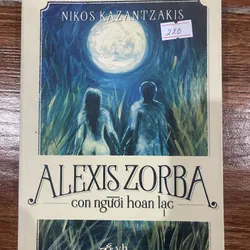 NIKOS KAZANTZAKIS
220
ALEXIS ZORBA
con người hoan lạc